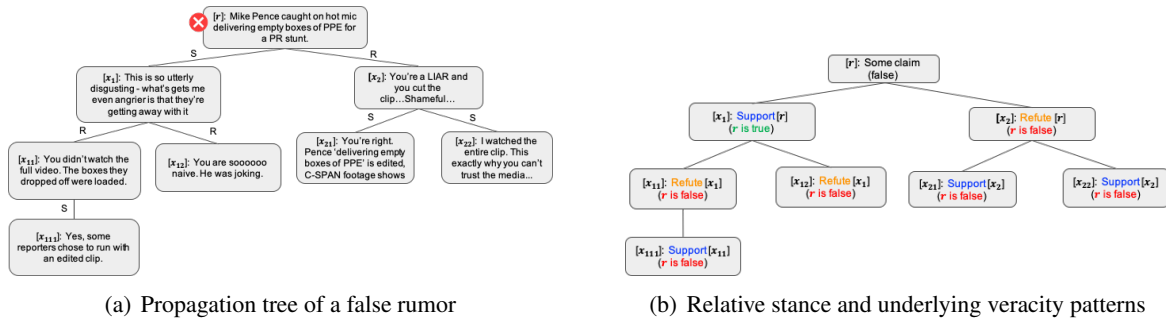 [r]: Mike Pence caught on hot mic
delivering empty boxes of PPE for
a PR stunt.
S
R
[x₁]: This is so utterly
disgusting - what's gets me
even angrier is that they're
getting away with it
[x₂]: You're a LIAR and
you cut the
clip...Shameful...
R
R
S
S
[x₁₁]: You didn't watch the
full video. The boxes they
dropped off were loaded.
[x₁₂]: You are soooooo
naive. He was joking.
[x₂₁]: You're right.
Pence 'delivering empty
boxes of PPE' is edited,
C-SPAN footage shows
[x₂₂]: I watched the
entire clip. This
exactly why you can't
trust the media...
S
[x₁₁₁]: Yes, some
reporters chose to run with
an edited clip.
(a) Propagation tree of a false rumor
[r]: Some claim
(false)
[x₁]: Support[r]
(r is true)
[x₂]: Refute [r]
(r is false)
[x₁₁]: Refute[x₁]
(r is false)
[x₁₂]: Refute[x₁]
(r is false)
[x₂₁]: Support[x₂]
(r is false)
[x₂₂]: Support[x₂]
(r is false)
[x₁₁₁]: Support[x₁₁]
(r is false)
(b) Relative stance and underlying veracity patterns